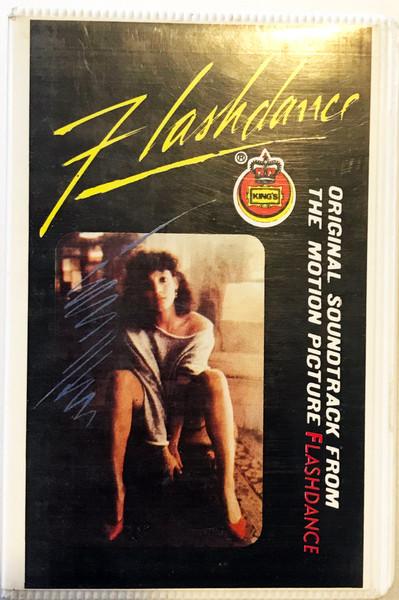 Flashdance
®
KING'S
ORIGINAL SOUNDTRACK FROM
THE MOTION PICTURE FLASHDANCE